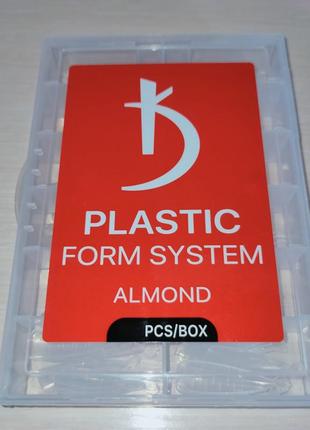 PLASTIC
FORM SYSTEM
ALMOND
PCS/BOX